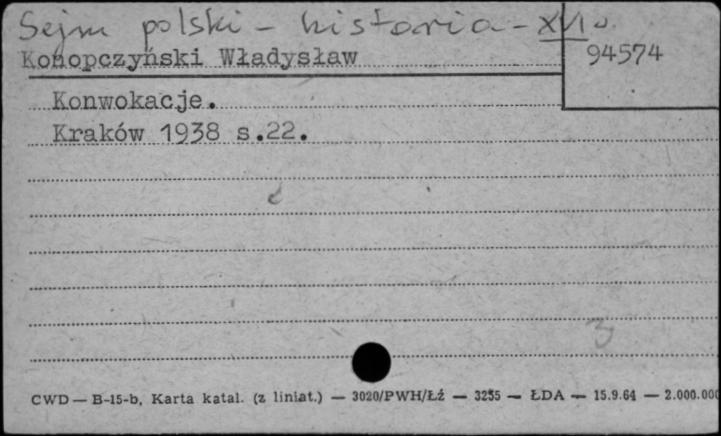 Sejm polski - historia - XVI w.
Konopczyński Władysław
94574
Konwokacje.
Kraków 1938 s.22.
3
CWD — B-15-b, Karta katal. (z liniat.) — 3020/PWH/Łź — 3255 — ŁDA — 15.9.64 — 2.000.000